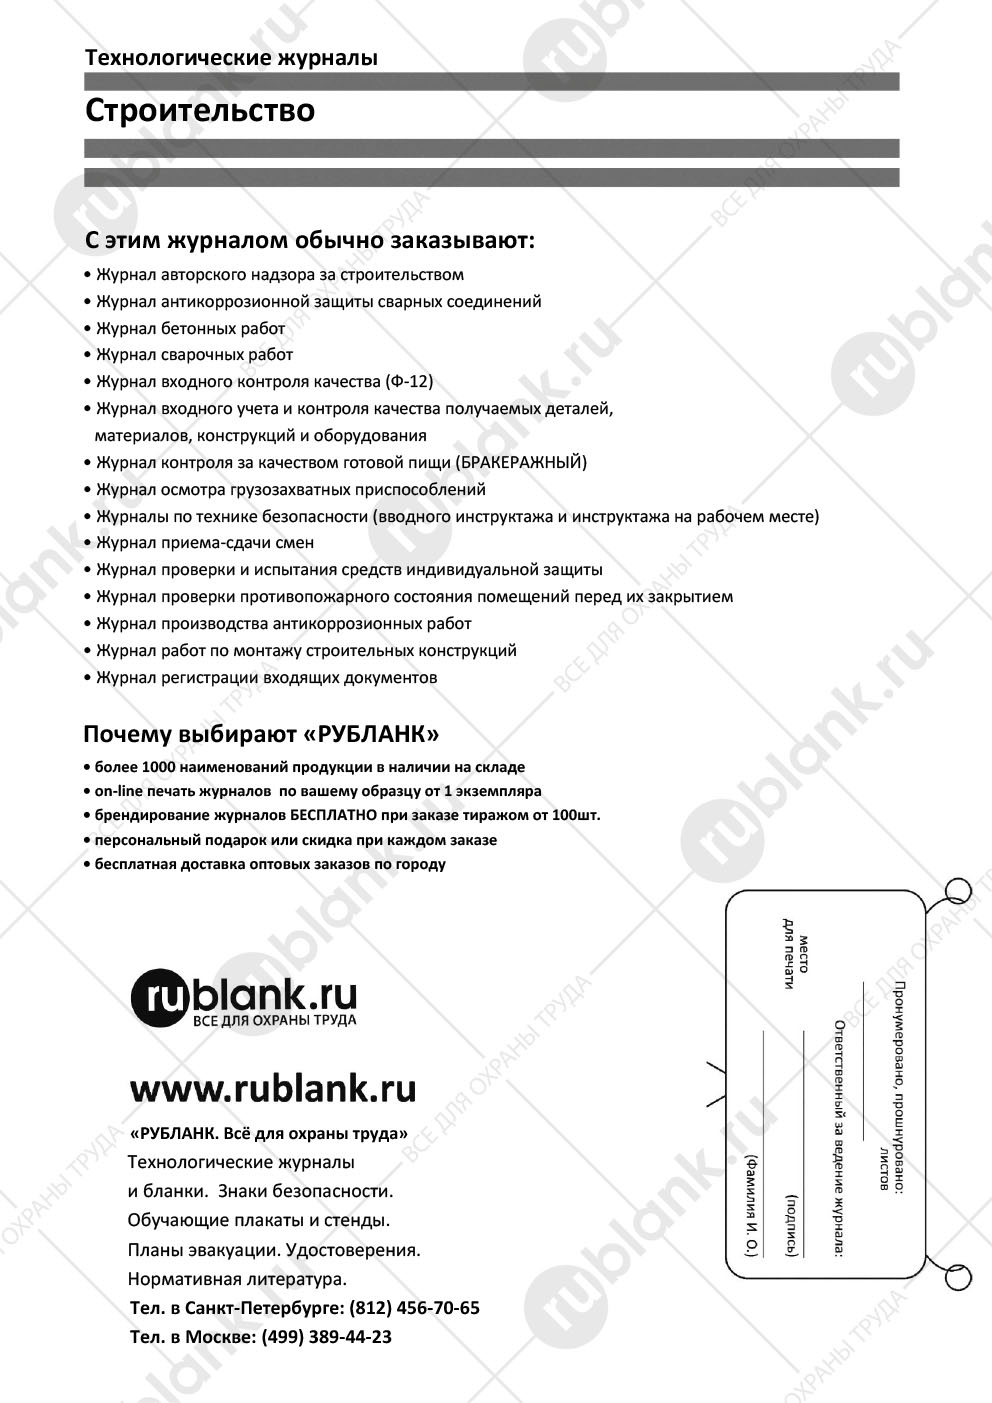 Технологические журналы
Строительство
С этим журналом обычно заказывают:
• Журнал авторского надзора за строительством
• Журнал антикоррозионной защиты сварных соединений
• Журнал бетонных работ
• Журнал сварочных работ
• Журнал входного контроля качества (Ф-12)
• Журнал входного учета и контроля качества получаемых деталей,
материалов, конструкций и оборудования
• Журнал контроля за качеством готовой пищи (БРАКЕРАЖНЫЙ)
• Журнал осмотра грузозахватных приспособлений
• Журналы по технике безопасности (вводного инструктажа и инструктажа на рабочем месте)
• Журнал приема-сдачи смен
• Журнал проверки и испытания средств индивидуальной защиты
• Журнал проверки противопожарного состояния помещений перед их закрытием
• Журнал производства антикоррозионных работ
• Журнал работ по монтажу строительных конструкций
• Журнал регистрации входящих документов
Почему выбирают «РУБЛАНК»
• более 1000 наименований продукции в наличии на складе
• on-line печать журналов по вашему образцу от 1 экземпляра
• брендирование журналов БЕСПЛАТНО при заказе тиражом от 100шт.
• персональный подарок или скидка при каждом заказе
• бесплатная доставка оптовых заказов по городу
rublank.ru
ВСЕ ДЛЯ ОХРАНЫ ТРУДА
www.rublank.ru
«РУБЛАНК. Всё для охраны труда»
Технологические журналы
и бланки. Знаки безопасности.
Обучающие плакаты и стенды.
Планы эвакуации. Удостоверения.
Нормативная литература.
Тел. в Санкт-Петербурге: (812) 456-70-65
Тел. в Москве: (499) 389-44-23
Пронумеровано, прошнуровано:
листов
Ответственный за ведение журнала:
место
для печати
(подпись)
(Фамилия И. О.)